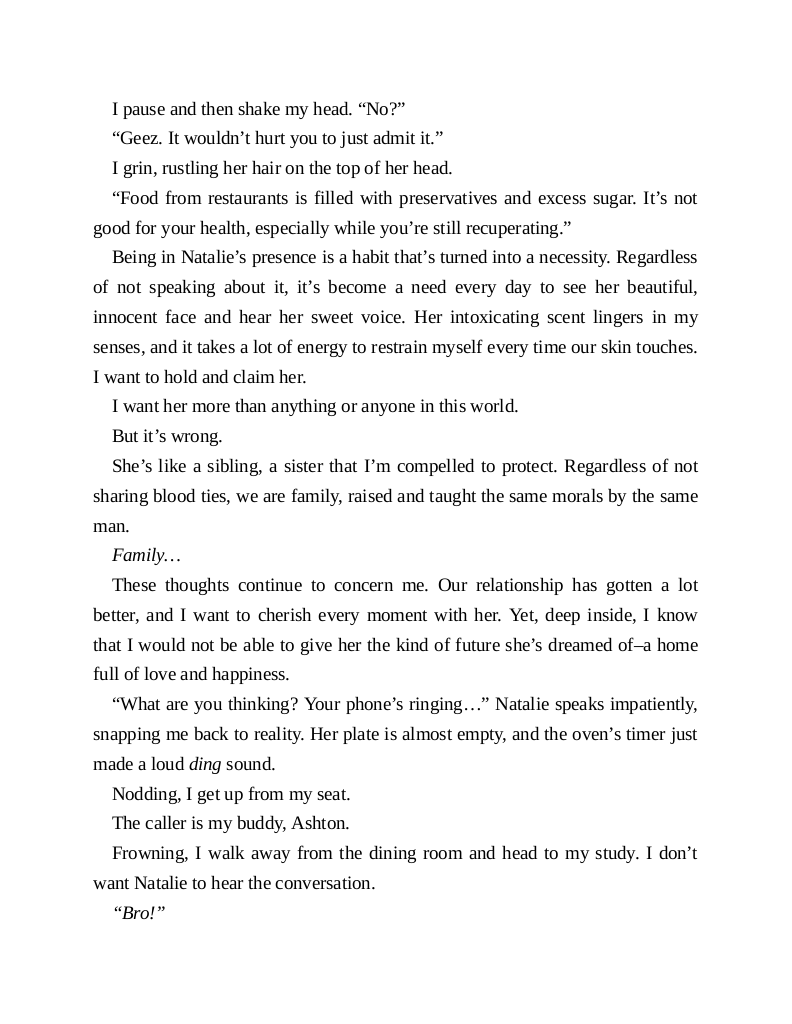 I pause and then shake my head. “No?”
“Geez. It wouldn’t hurt you to just admit it.”
I grin, rustling her hair on the top of her head.
“Food from restaurants is filled with preservatives and excess sugar. It’s not
good for your health, especially while you’re still recuperating.”
Being in Natalie’s presence is a habit that’s turned into a necessity. Regardless
of not speaking about it, it’s become a need every day to see her beautiful,
innocent face and hear her sweet voice. Her intoxicating scent lingers in my
senses, and it takes a lot of energy to restrain myself every time our skin touches.
I want to hold and claim her.
I want her more than anything or anyone in this world.
But it’s wrong.
She’s like a sibling, a sister that I’m compelled to protect. Regardless of not
sharing blood ties, we are family, raised and taught the same morals by the same
man.
Family…
These thoughts continue to concern me. Our relationship has gotten a lot
better, and I want to cherish every moment with her. Yet, deep inside, I know
that I would not be able to give her the kind of future she’s dreamed of–a home
full of love and happiness.
“What are you thinking? Your phone’s ringing…” Natalie speaks impatiently,
snapping me back to reality. Her plate is almost empty, and the oven’s timer just
made a loud ding sound.
Nodding, I get up from my seat.
The caller is my buddy, Ashton.
Frowning, I walk away from the dining room and head to my study. I don’t
want Natalie to hear the conversation.
“Bro!”